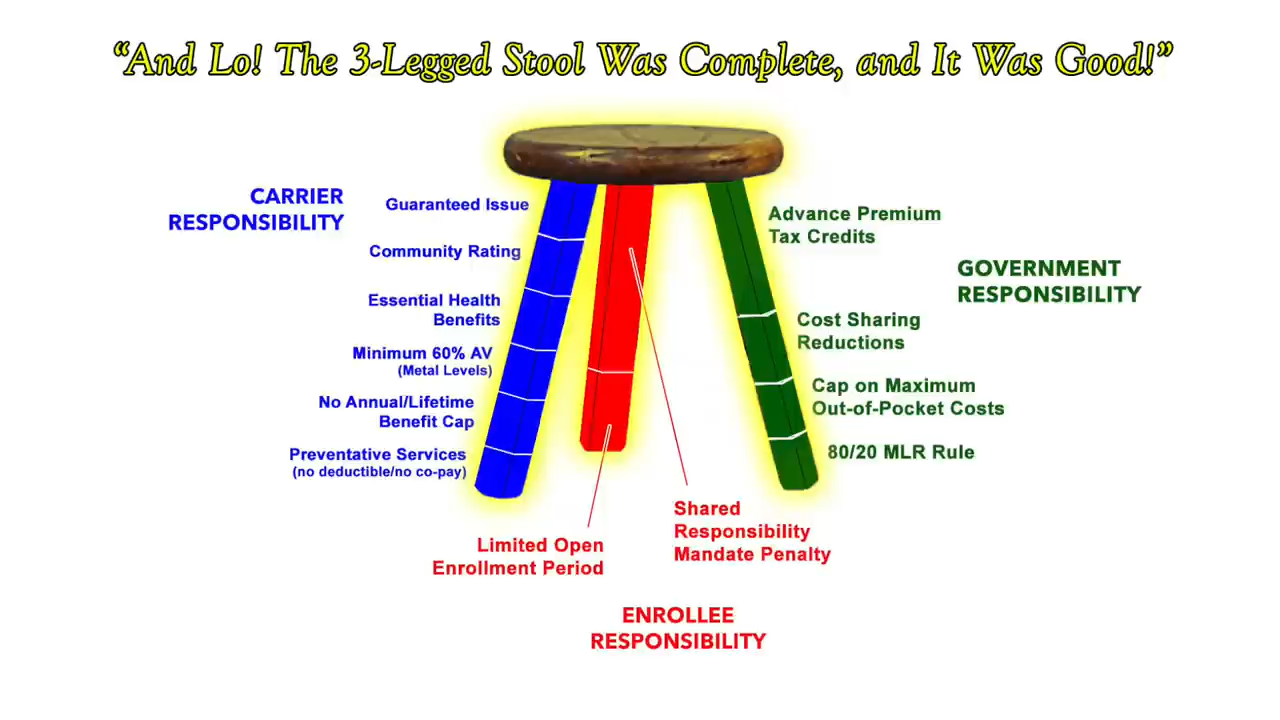 “And Lo! The 3-Legged Stool Was Complete, and It Was Good!”
CARRIER
RESPONSIBILITY
Guaranteed Issue
Community Rating
Essential Health
Benefits
Minimum 60% AV
(Metal Levels)
No Annual/Lifetime
Benefit Cap
Preventative Services
(no deductible/no co-pay)
Advance Premium
Tax Credits
GOVERNMENT
RESPONSIBILITY
Cost Sharing
Reductions
Cap on Maximum
Out-of-Pocket Costs
80/20 MLR Rule
Shared
Responsibility
Mandate Penalty
Limited Open
Enrollment Period
ENROLLEE
RESPONSIBILITY